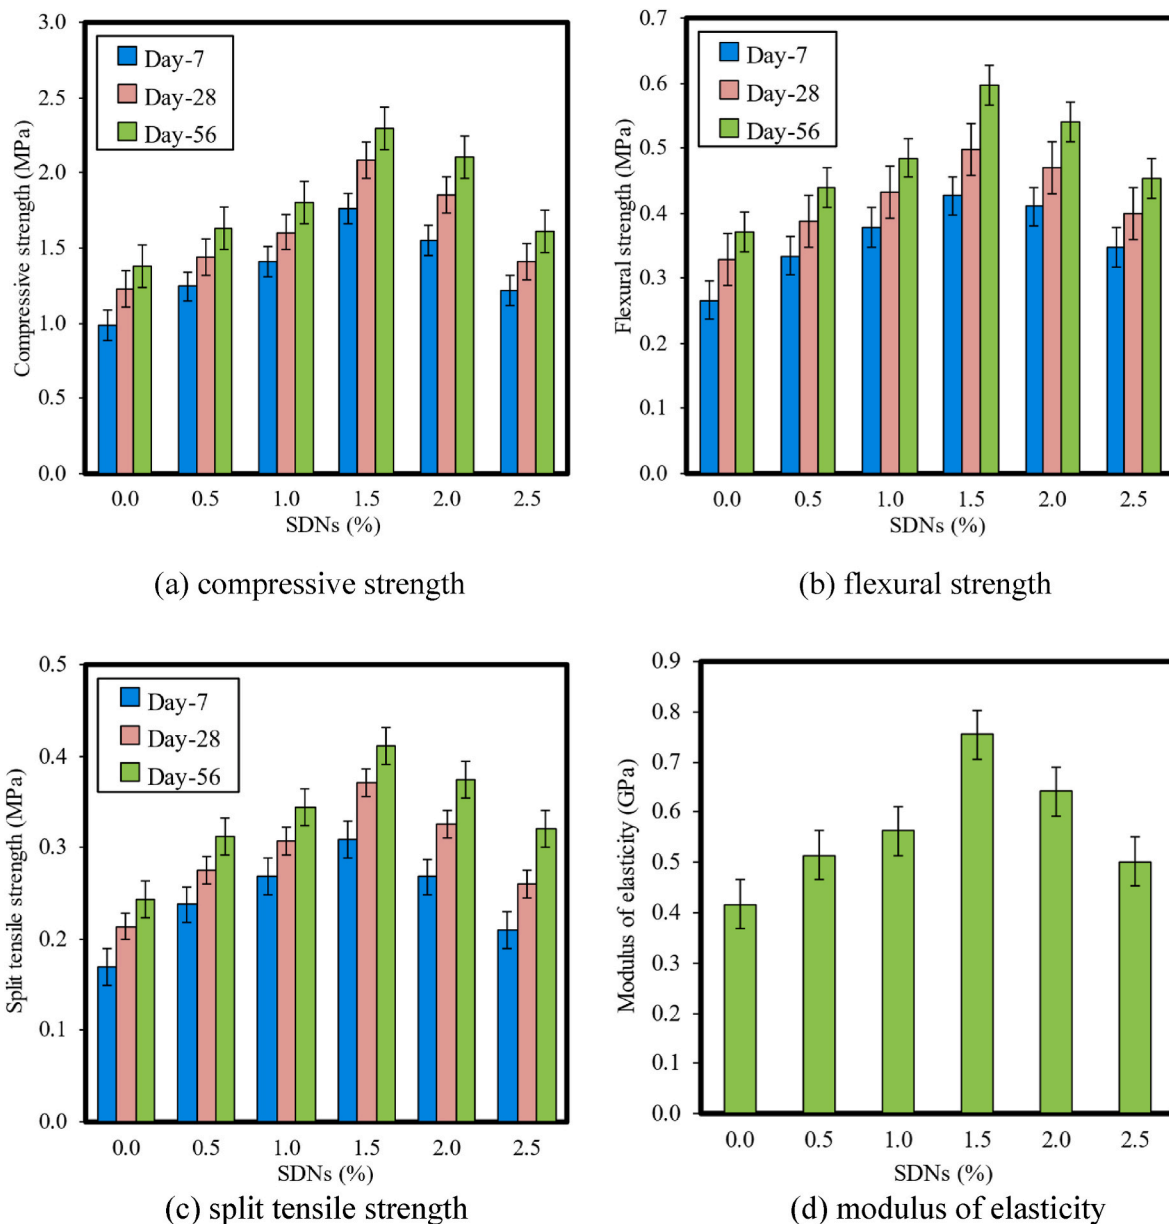 3.0
2.5
2.0
1.5
1.0
0.5
0.0
Compressive strength (MPa)
Day-7
Day-28
Day-56
0.0 0.5 1.0 1.5 2.0 2.5
SDNs (%)
(a) compressive strength
0.7
0.6
0.5
0.4
0.3
0.2
0.1
0.0
Flexural strength (MPa)
Day-7
Day-28
Day-56
0.0 0.5 1.0 1.5 2.0 2.5
SDNs (%)
(b) flexural strength
0.5
0.4
0.3
0.2
0.1
0.0
Split tensile strength (MPa)
Day-7
Day-28
Day-56
0.0 0.5 1.0 1.5 2.0 2.5
SDNs (%)
(c) split tensile strength
0.9
0.8
0.7
0.6
0.5
0.4
0.3
0.2
0.1
0.0
Modulus of elasticity (GPa)
0.0 0.5 1.0 1.5 2.0 2.5
SDNs (%)
(d) modulus of elasticity